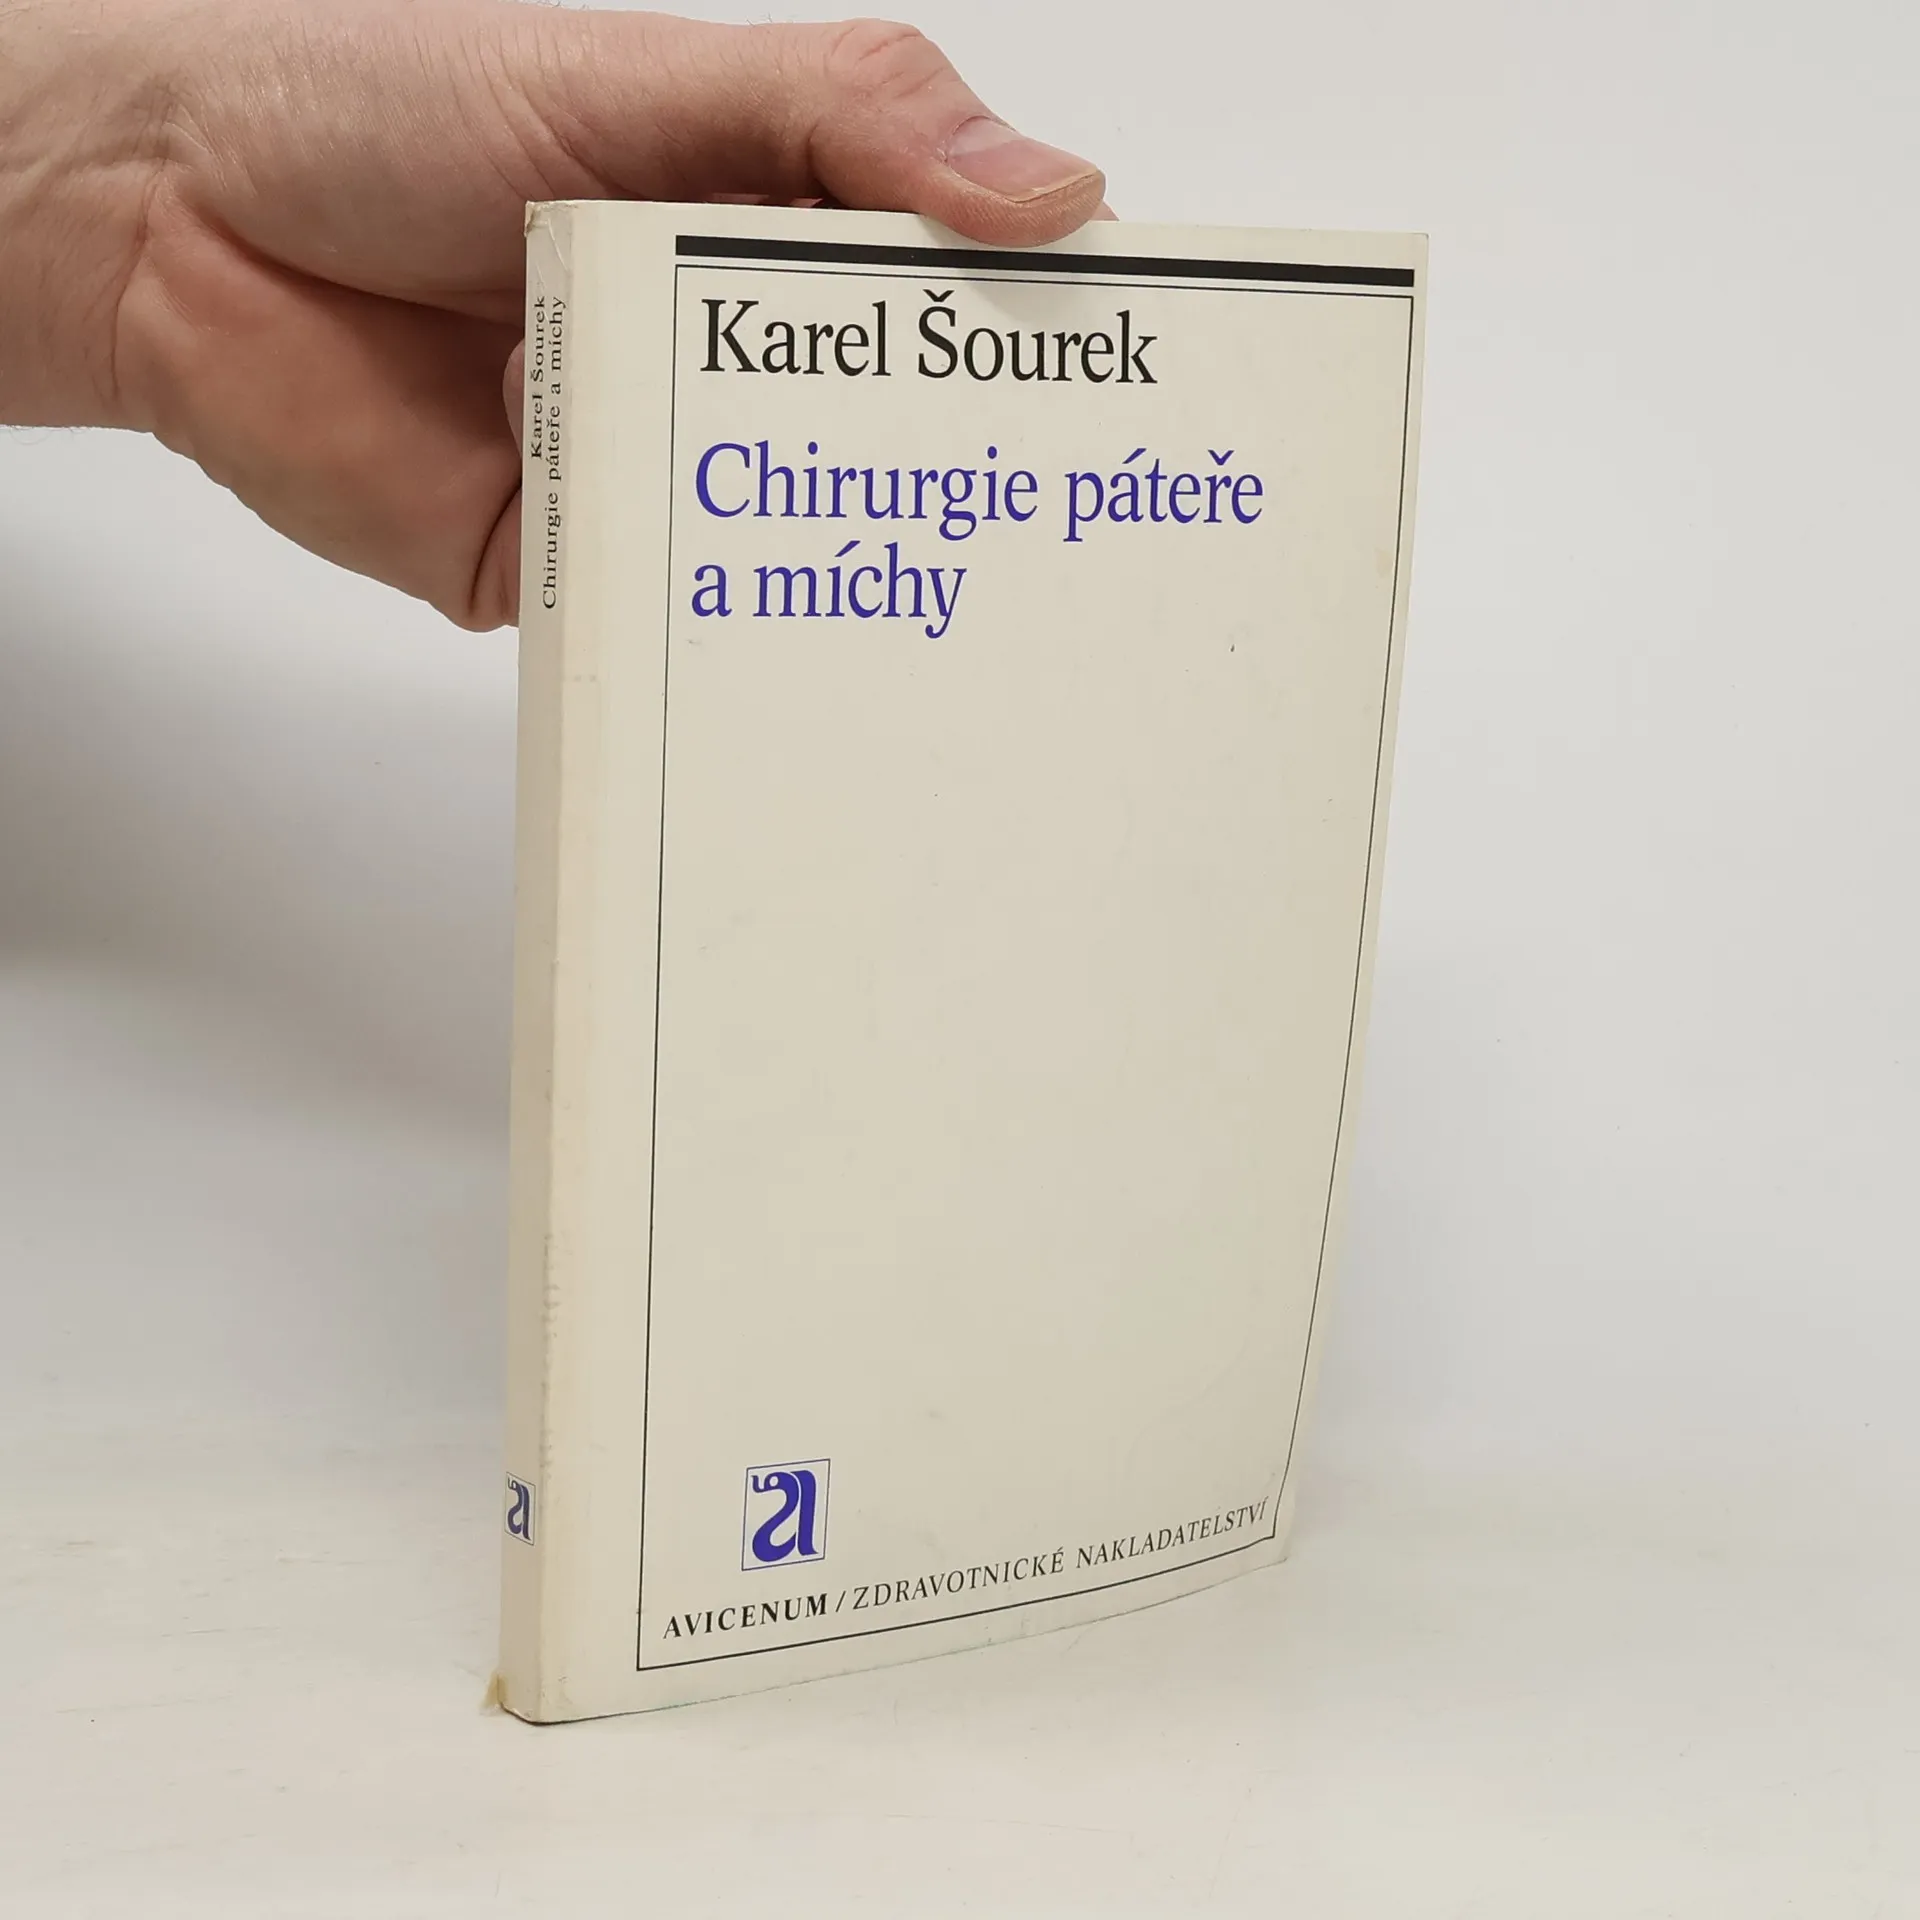 Karel Šourek
Chirurgie páteře a míchy
Karel Šourek
Chirurgie páteře
a míchy
a
a
AVICENUM / ZDRAVOTNICKÉ NAKLADATELSTVÍ